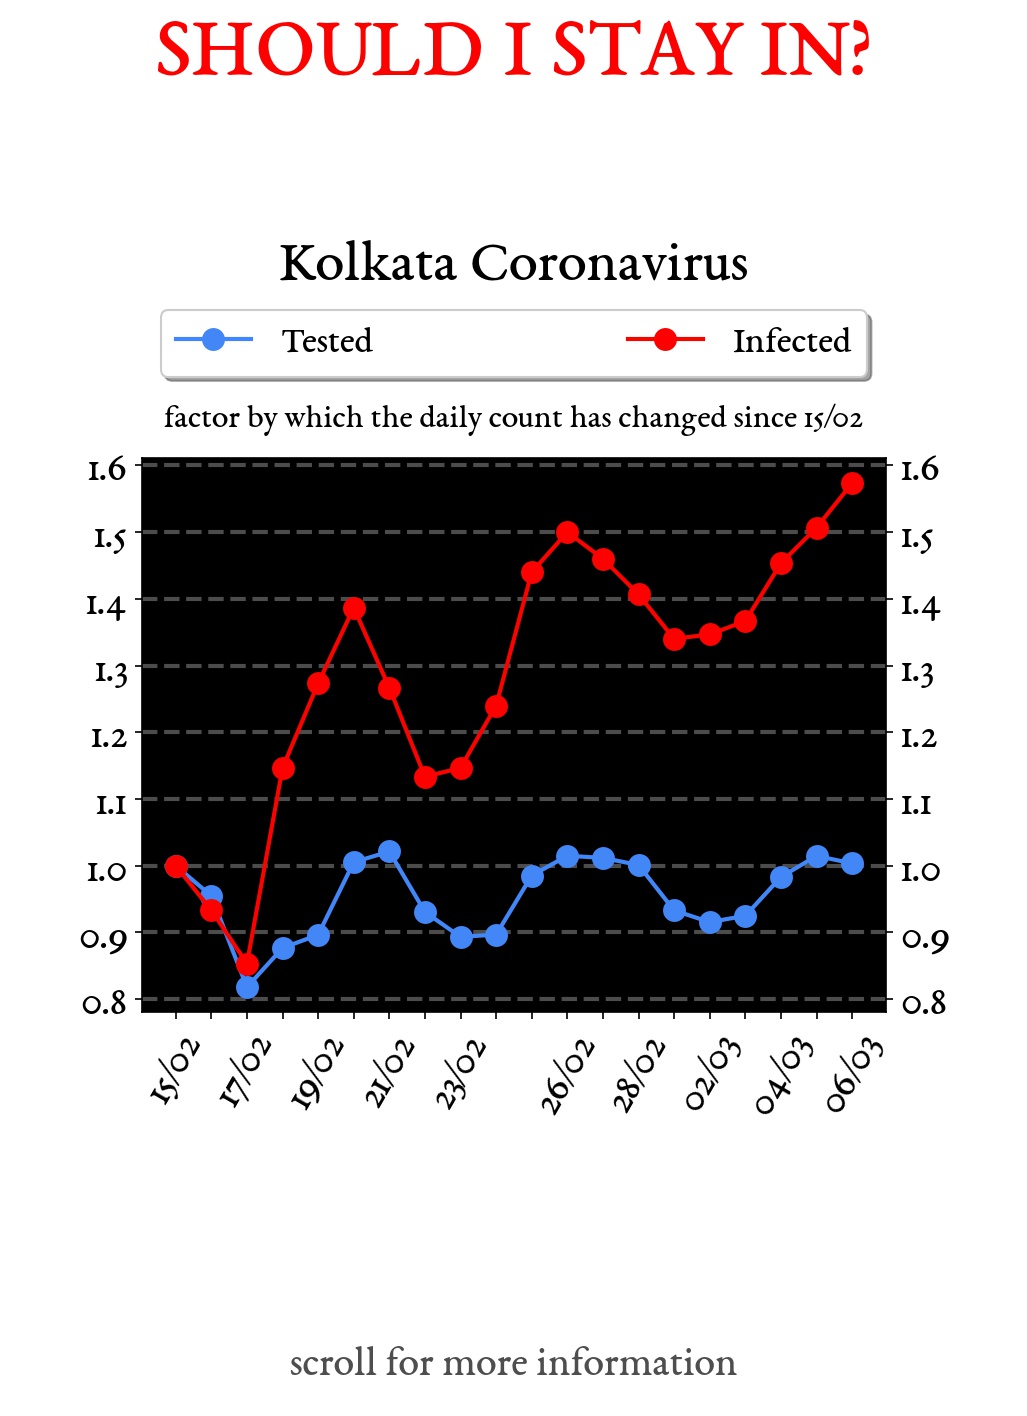 SHOULD I STAY IN?
Kolkata Coronavirus
Tested Infected
factor by which the daily count has changed since 15/02
1.6 1.6
1.5 1.5
1.4 1.4
1.3 1.3
1.2 1.2
1.1 1.1
1.0 1.0
0.9 0.9
0.8 0.8
15/02 17/02 19/02 21/02 23/02 26/02 28/02 02/03 04/03 06/03
scroll for more information